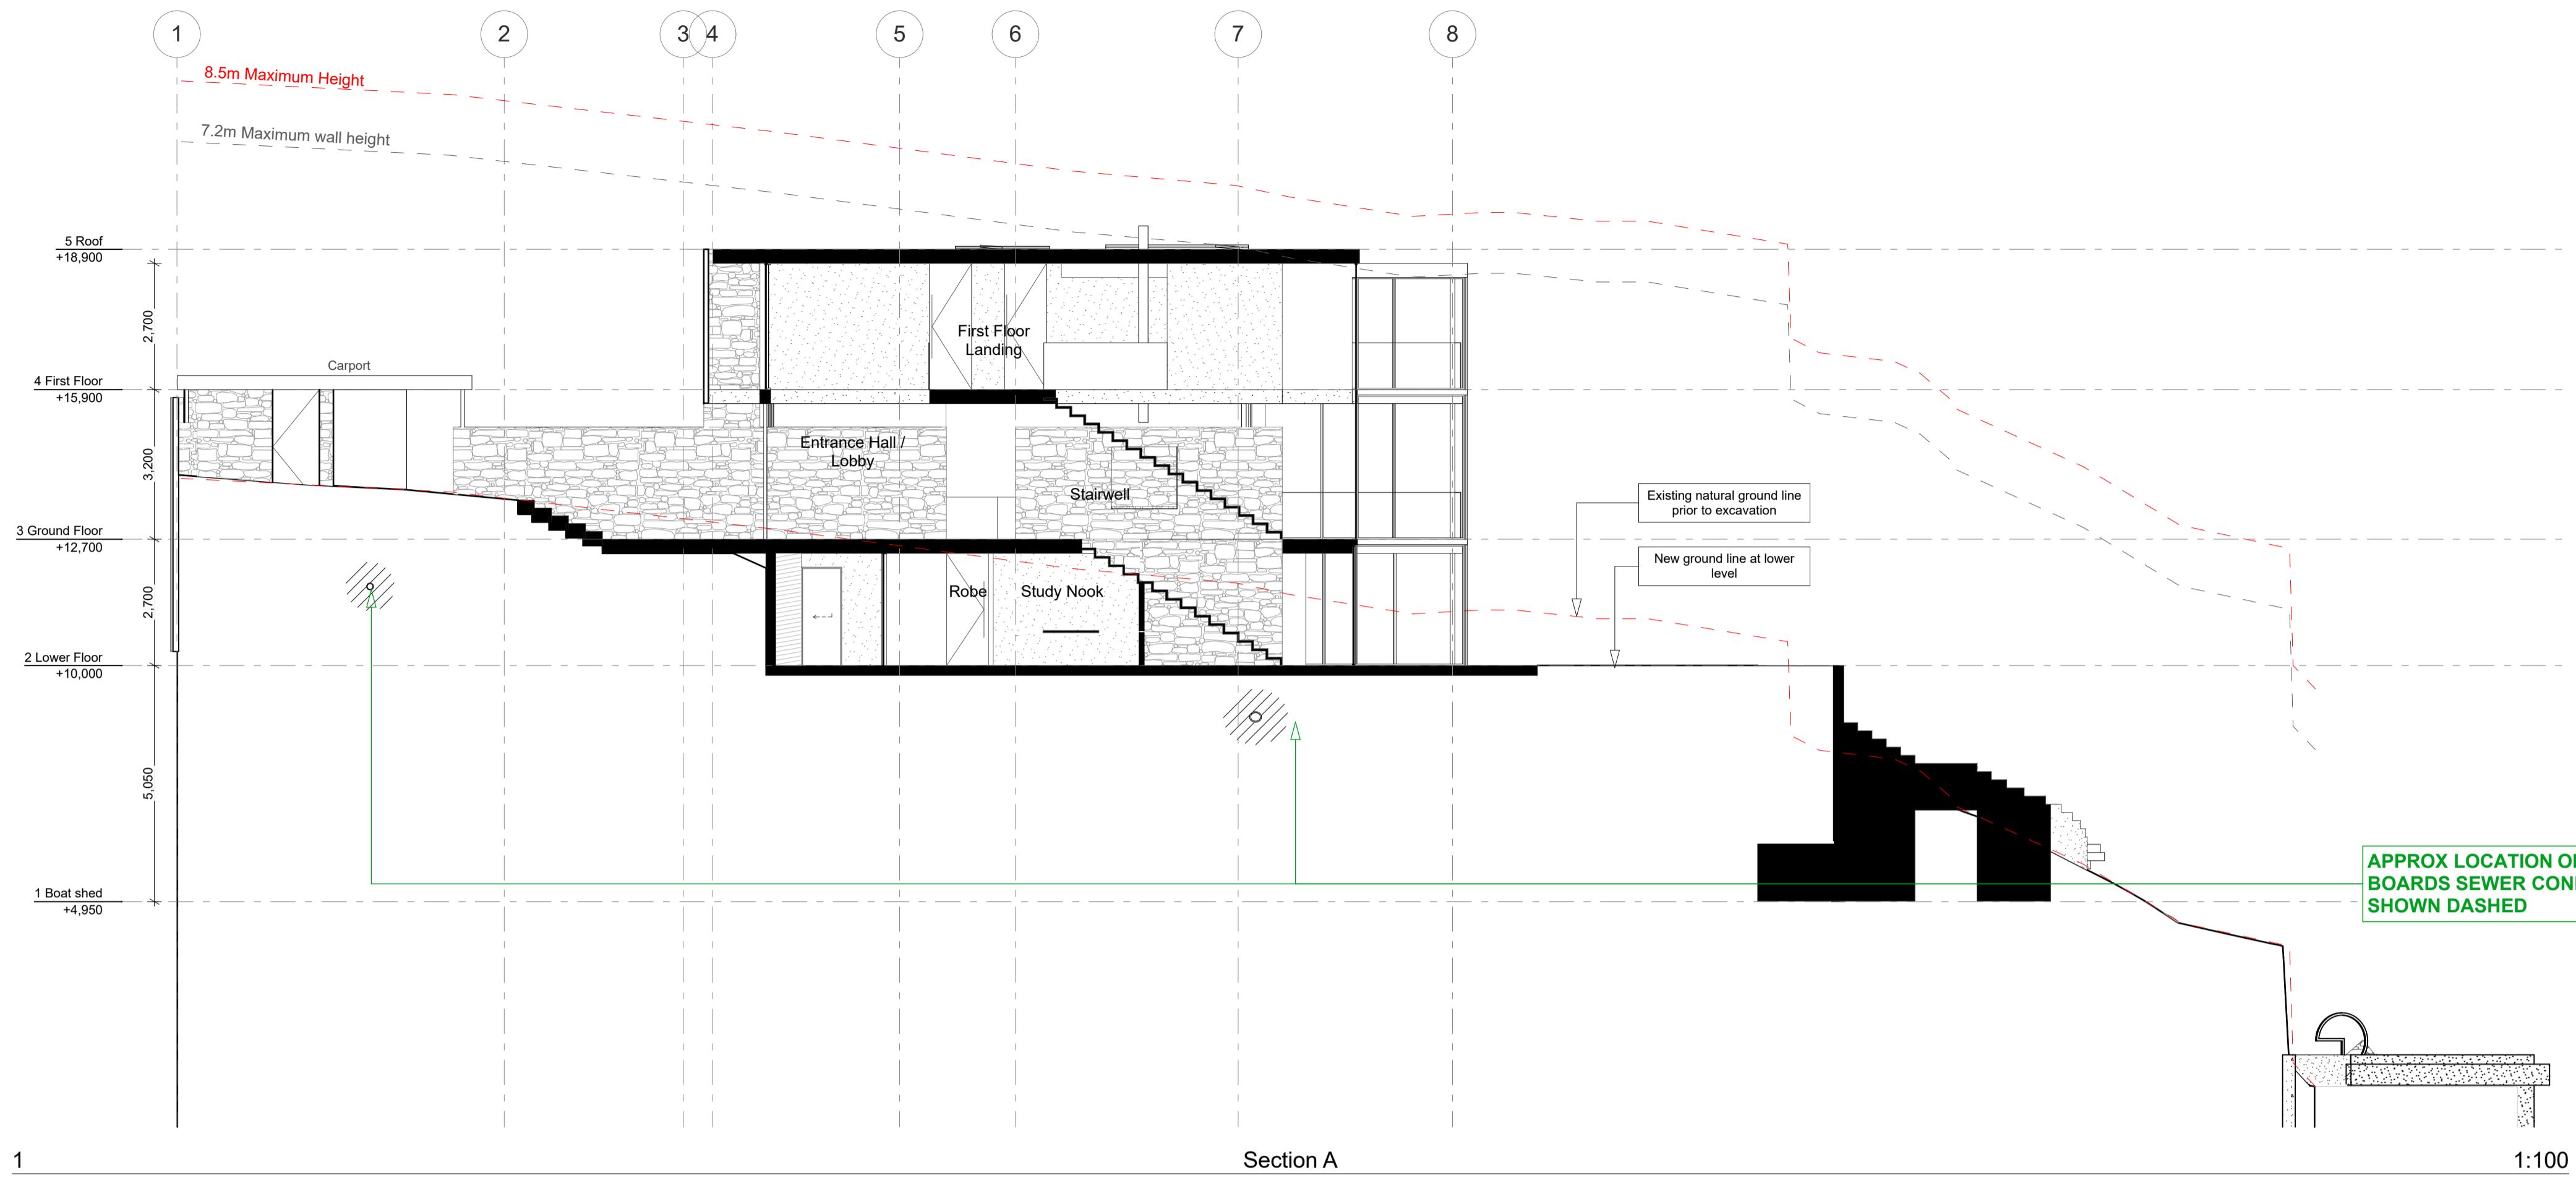 1 2 3 4 5 6 7 8
8.5m Maximum Height
7.2m Maximum wall height
5 Roof
+18,900
2,700
First Floor
Landing
Carport
4 First Floor
+15,900
3,200
Entrance Hall /
Lobby
Stairwell
Existing natural ground line
prior to excavation
3 Ground Floor
+12,700
New ground line at lower
level
2,700
Robe
Study Nook
2 Lower Floor
+10,000
5,050
1 Boat shed
+4,950
APPROX LOCATION
BOARDS SEWER
SHOWN DASHED
1
Section A
1:100